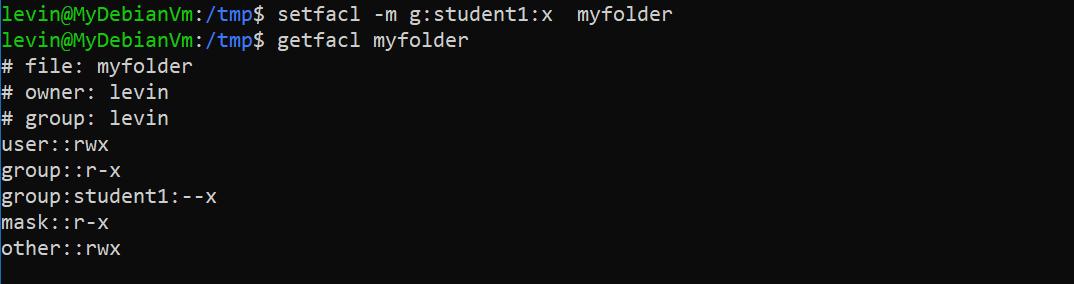 levin@MyDebianVm:/tmp$ setfacl -m g:student1:x  myfolder
levin@MyDebianVm:/tmp$ getfacl myfolder
# file: myfolder
# owner: levin
# group: levin
user::rwx
group::r-x
group:student1:--x
mask::r-x
other::rwx